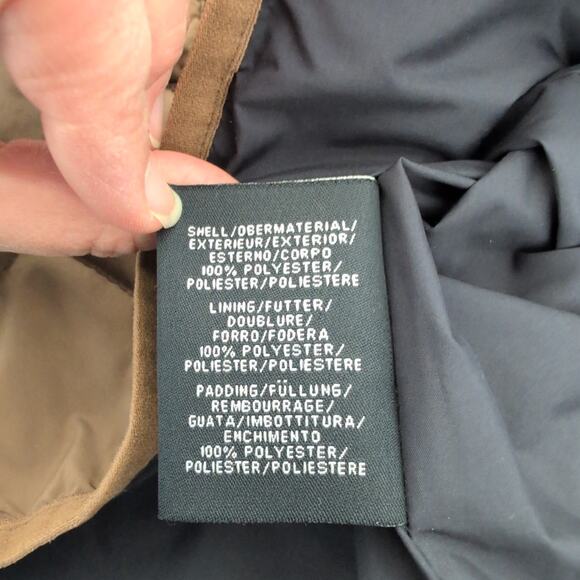 SHELL/OBERMATERIAL/
EXTERIEUR/EXTERIOR/
ESTERNO/CORPO
100% POLYESTER/
POLIESTER/POLIESTERE
LINING/FUTTER/
DOUBLURE/
FORRO/FODERA
100% POLYESTER/
POLIESTER/POLIESTERE
PADDING/FÜLLUNG/
REMBOURRAGE/
GUATA/IMBOTTITURA/
ENCHIMENTO
100% POLYESTER/
POLIESTER/POLIESTERE